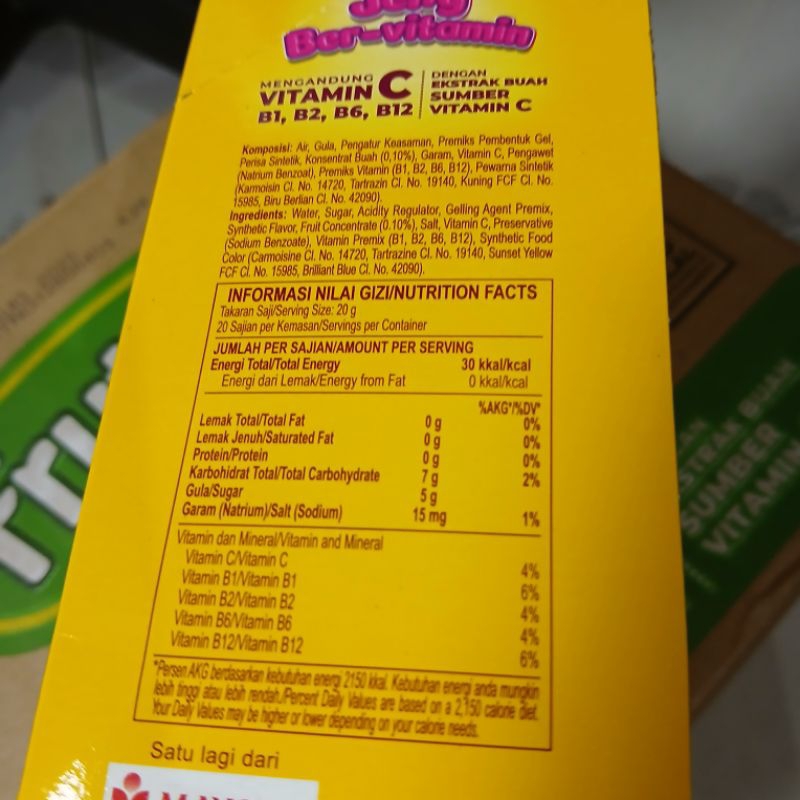 Jelly
Ber-vitamin
MENGANDUNG
VITAMIN C
B1, B2, B6, B12
DENGAN
EKSTRAK BUAH
SUMBER
VITAMIN C
Komposisi: Air, Gula, Pengatur Keasaman, Premiks Pembentuk Gel,
Perisa Sintetik, Konsentrat Buah (0,10%), Garam, Vitamin C, Pengawet
(Natrium Benzoat), Premiks Vitamin (B1, B2, B6, B12), Pewarna Sintetik
(Karmoisin CI. No. 14720, Tartrazin CI. No. 19140, Kuning FCF CI. No.
15985, Biru Berlian CI. No. 42090).
Ingredients: Water, Sugar, Acidity Regulator, Gelling Agent Premix,
Synthetic Flavor, Fruit Concentrate (0.10%), Salt, Vitamin C, Preservative
(Sodium Benzoate), Vitamin Premix (B1, B2, B6, B12), Synthetic Food
Color (Carmoisine CI. No. 14720, Tartrazine CI. No. 19140, Sunset Yellow
FCF CI. No. 15985, Brilliant Blue CI. No. 42090).
INFORMASI NILAI GIZI/NUTRITION FACTS
Takaran Saji/Serving Size: 20 g
20 Sajian per Kemasan/Servings per Container
JUMLAH PER SAJIAN/AMOUNT PER SERVING
Energi Total/Total Energy 30 kkal/kcal
Energi dari Lemak/Energy from Fat 0 kkal/kcal
%AKG*/%DV*
Lemak Total/Total Fat 0 g 0%
Lemak Jenuh/Saturated Fat 0 g 0%
Protein/Protein 0 g 0%
Karbohidrat Total/Total Carbohydrate 7 g 2%
Gula/Sugar 5 g
Garam (Natrium)/Salt (Sodium) 15 mg 1%
Vitamin dan Mineral/Vitamin and Mineral
Vitamin C/Vitamin C 4%
Vitamin B1/Vitamin B1 6%
Vitamin B2/Vitamin B2 4%
Vitamin B6/Vitamin B6 4%
Vitamin B12/Vitamin B12 6%
*Persen AKG berdasarkan kebutuhan energi 2150 kkal. Kebutuhan energi anda mungkin
lebih tinggi atau lebih rendah./Percent Daily Values are based on a 2,150 calorie diet.
Your Daily Values may be higher or lower depending on your calorie needs.
Satu lagi dari
STRAK BUAH
SUMBER
VITAMIN